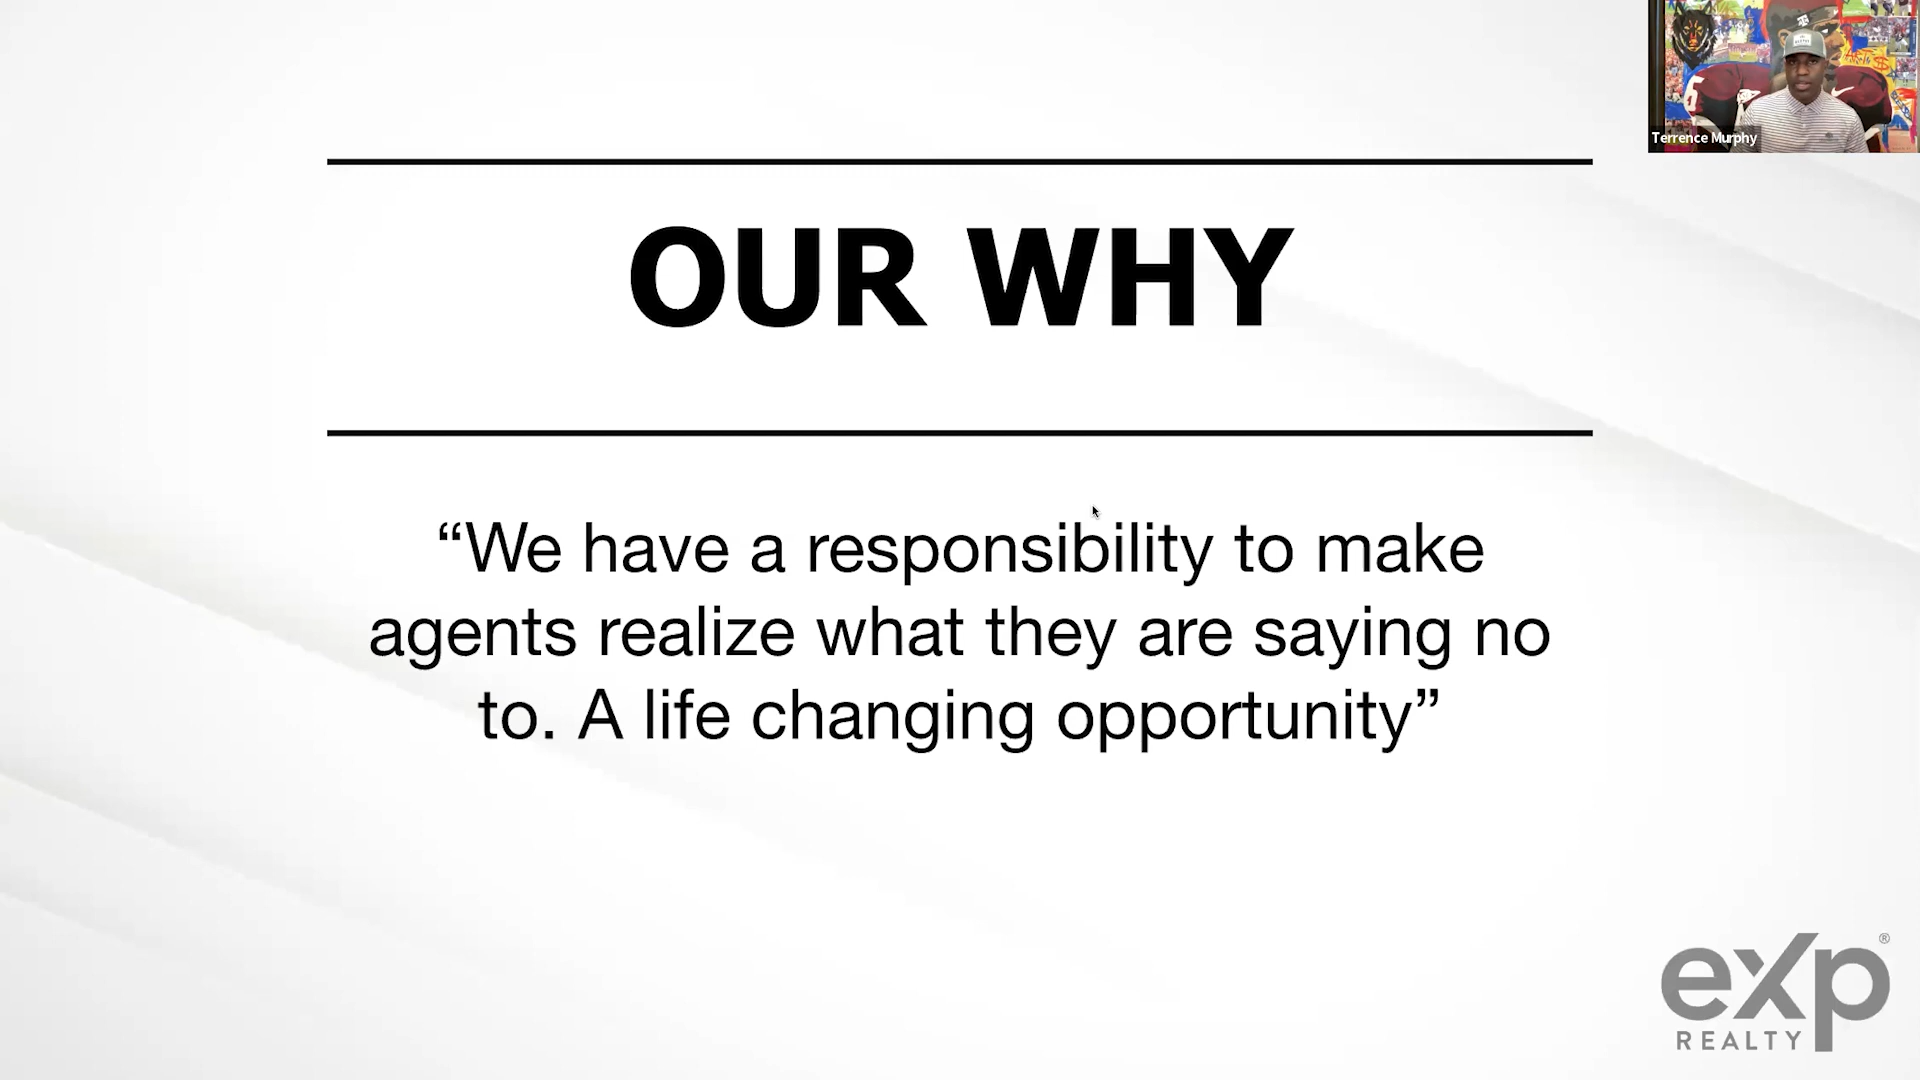 Terrence Murphy
OUR WHY
“We have a responsibility to make
agents realize what they are saying no
to. A life changing opportunity”
eXp®
REALTY